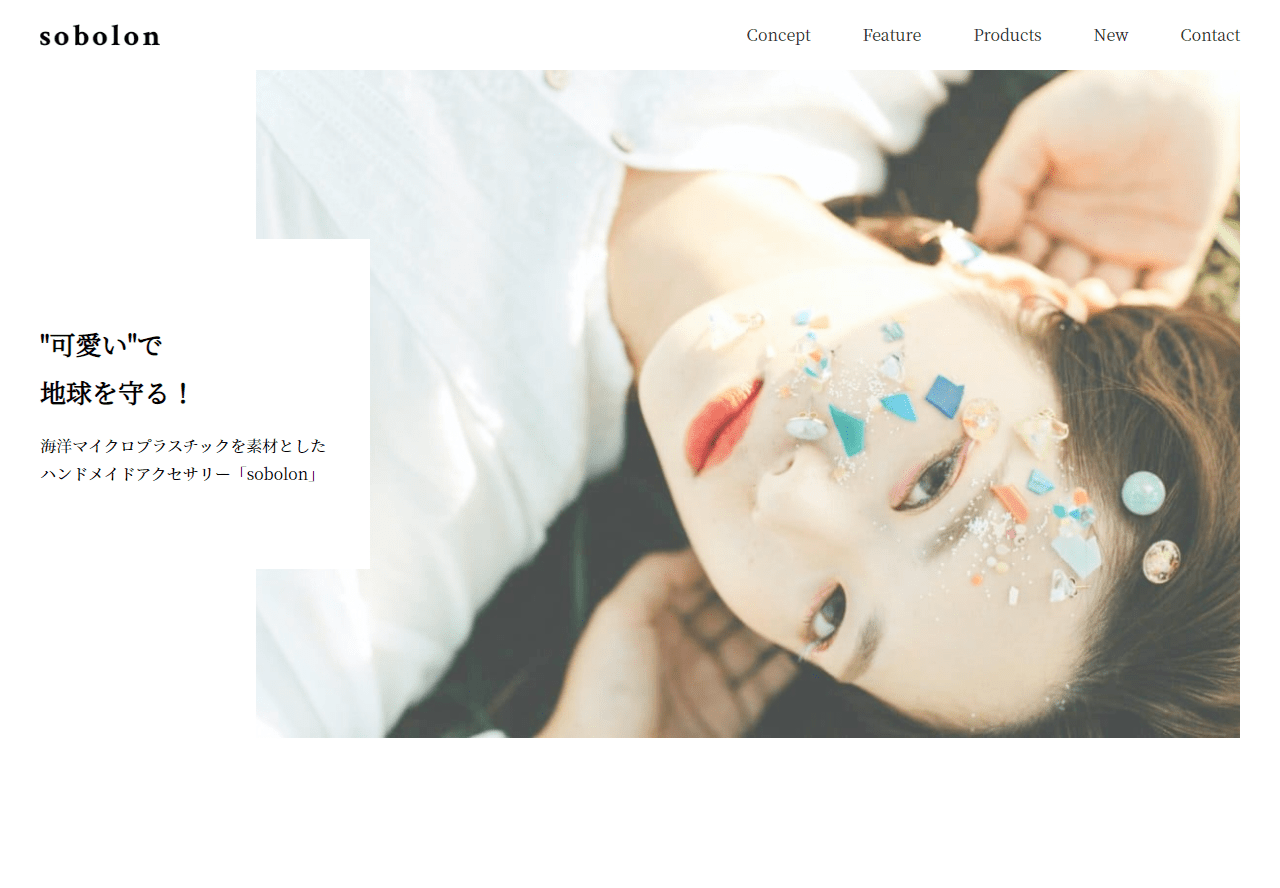 sobolon
Concept Feature Products New Contact
"可愛い"で
地球を守る！
海洋マイクロプラスチックを素材とした
ハンドメイドアクセサリー「sobolon」